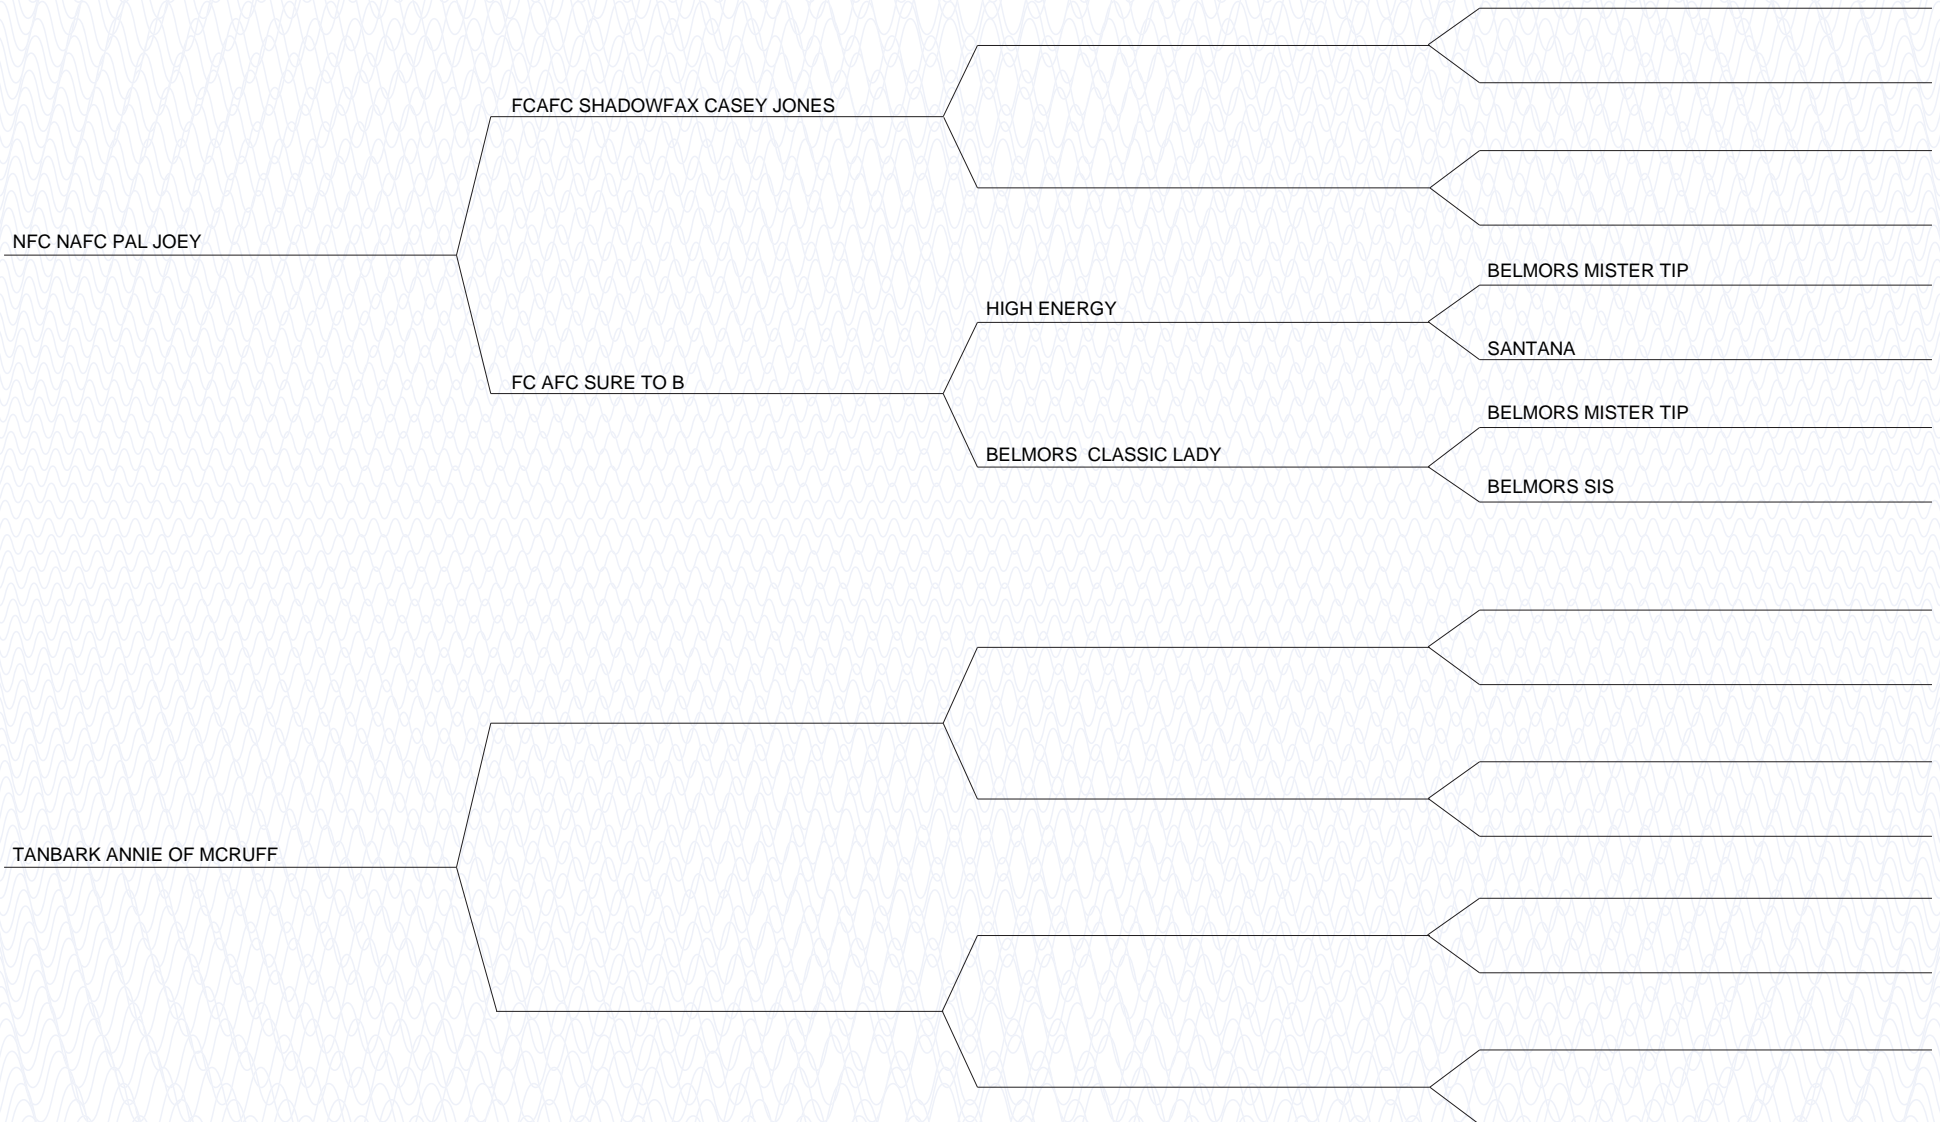 FCAFC SHADOWFAX CASEY JONES
NFC NAFC PAL JOEY
BELMORS MISTER TIP
HIGH ENERGY
SANTANA
FC AFC SURE TO B
BELMORS MISTER TIP
BELMORS  CLASSIC LADY
BELMORS SIS
TANBARK ANNIE OF MCRUFF